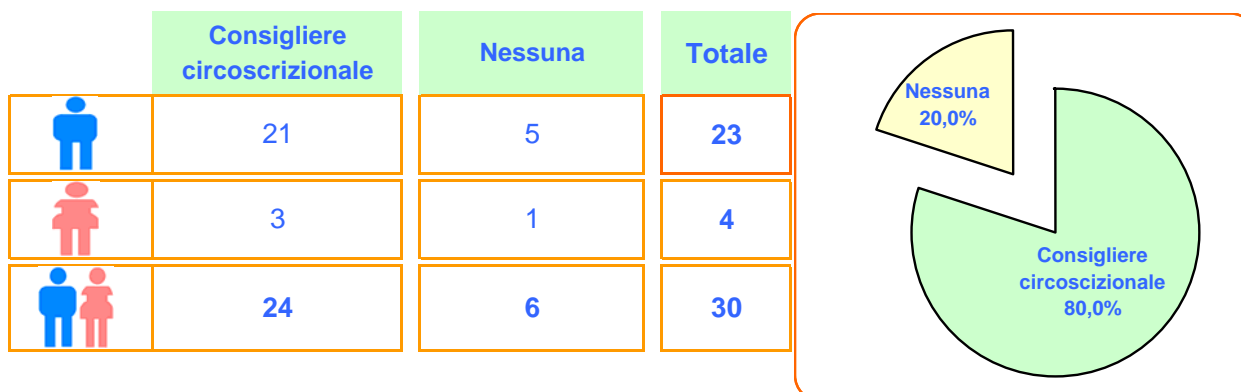 Consigliere
circoscrizionale
Nessuna
Totale
21
5
23
3
1
4
24
6
30
Nessuna
20,0%
Consigliere
circoscizionale
80,0%